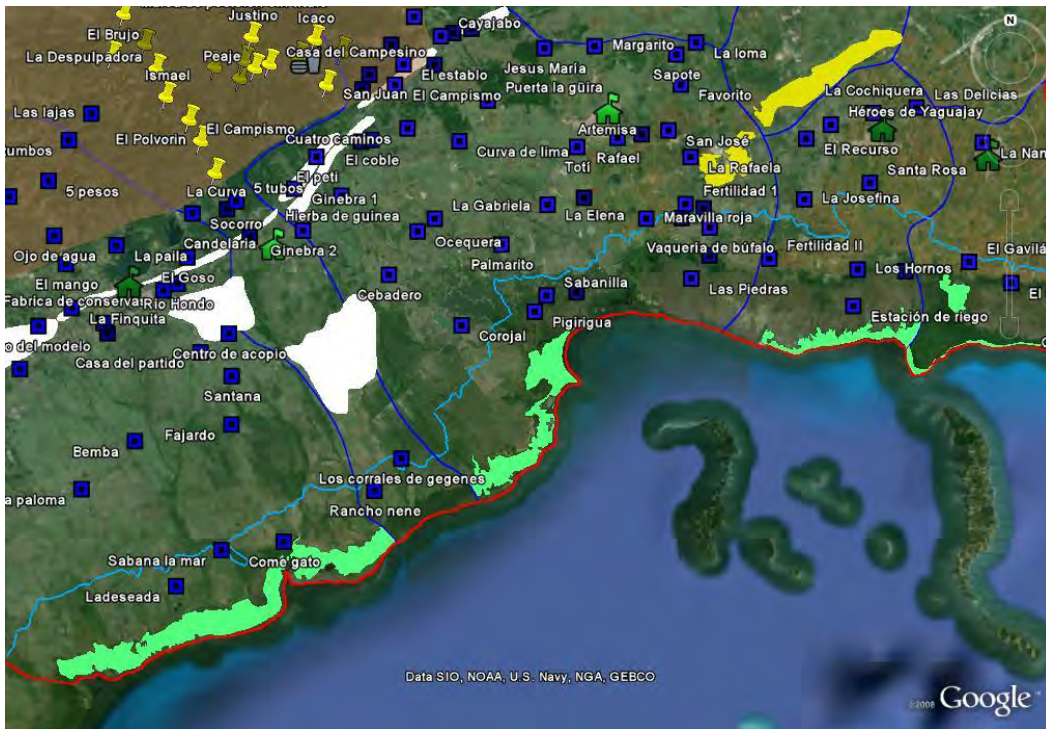 Justino
Icaco
Cayajabo
El Brujo
La Despulpadora
Peaje
Casa del Campesino
Margarito
La loma
Ismael
El establo
Jesus María
Sapote
San Juan
El Campismo
Puerta la güira
Favorito
La Cochiquera
Las Delicias
Las lajas
Héroes de Yaguajay
El Polvorin
El Campismo
Cuatro caminos
Artemisa
San José
El coble
Curva de lima
Rafael
El Recurso
Totí
La Rafaela
Santa Rosa
El peti
5 pesos
La Curva
5 tubos
Ginebra 1
Fertilidad 1
La Gabriela
La Elena
La Josefina
Socorro
Hierba de guinea
Maravilla roja
Candelaria
Ginebra 2
Ocequera
Vaquería de búfalo
Fertilidad II
Ojo de agua
La paila
Palmarito
Los Hornos
El mango
El Goso
Sabanilla
Las Piedras
Fabrica de conservas
Rio Hondo
Cebadero
La Finquita
Pigirigua
Estación de riego
Corojal
o del modelo
Centro de acopio
Casa del partido
Santana
Fajardo
Bemba
Los corrales de gegenes
a paloma
Rancho nene
Sabana la mar
Come gato
Ladeseada
Data SIO, NOAA, U.S. Navy, NGA, GEBCO
©2008 Google
N